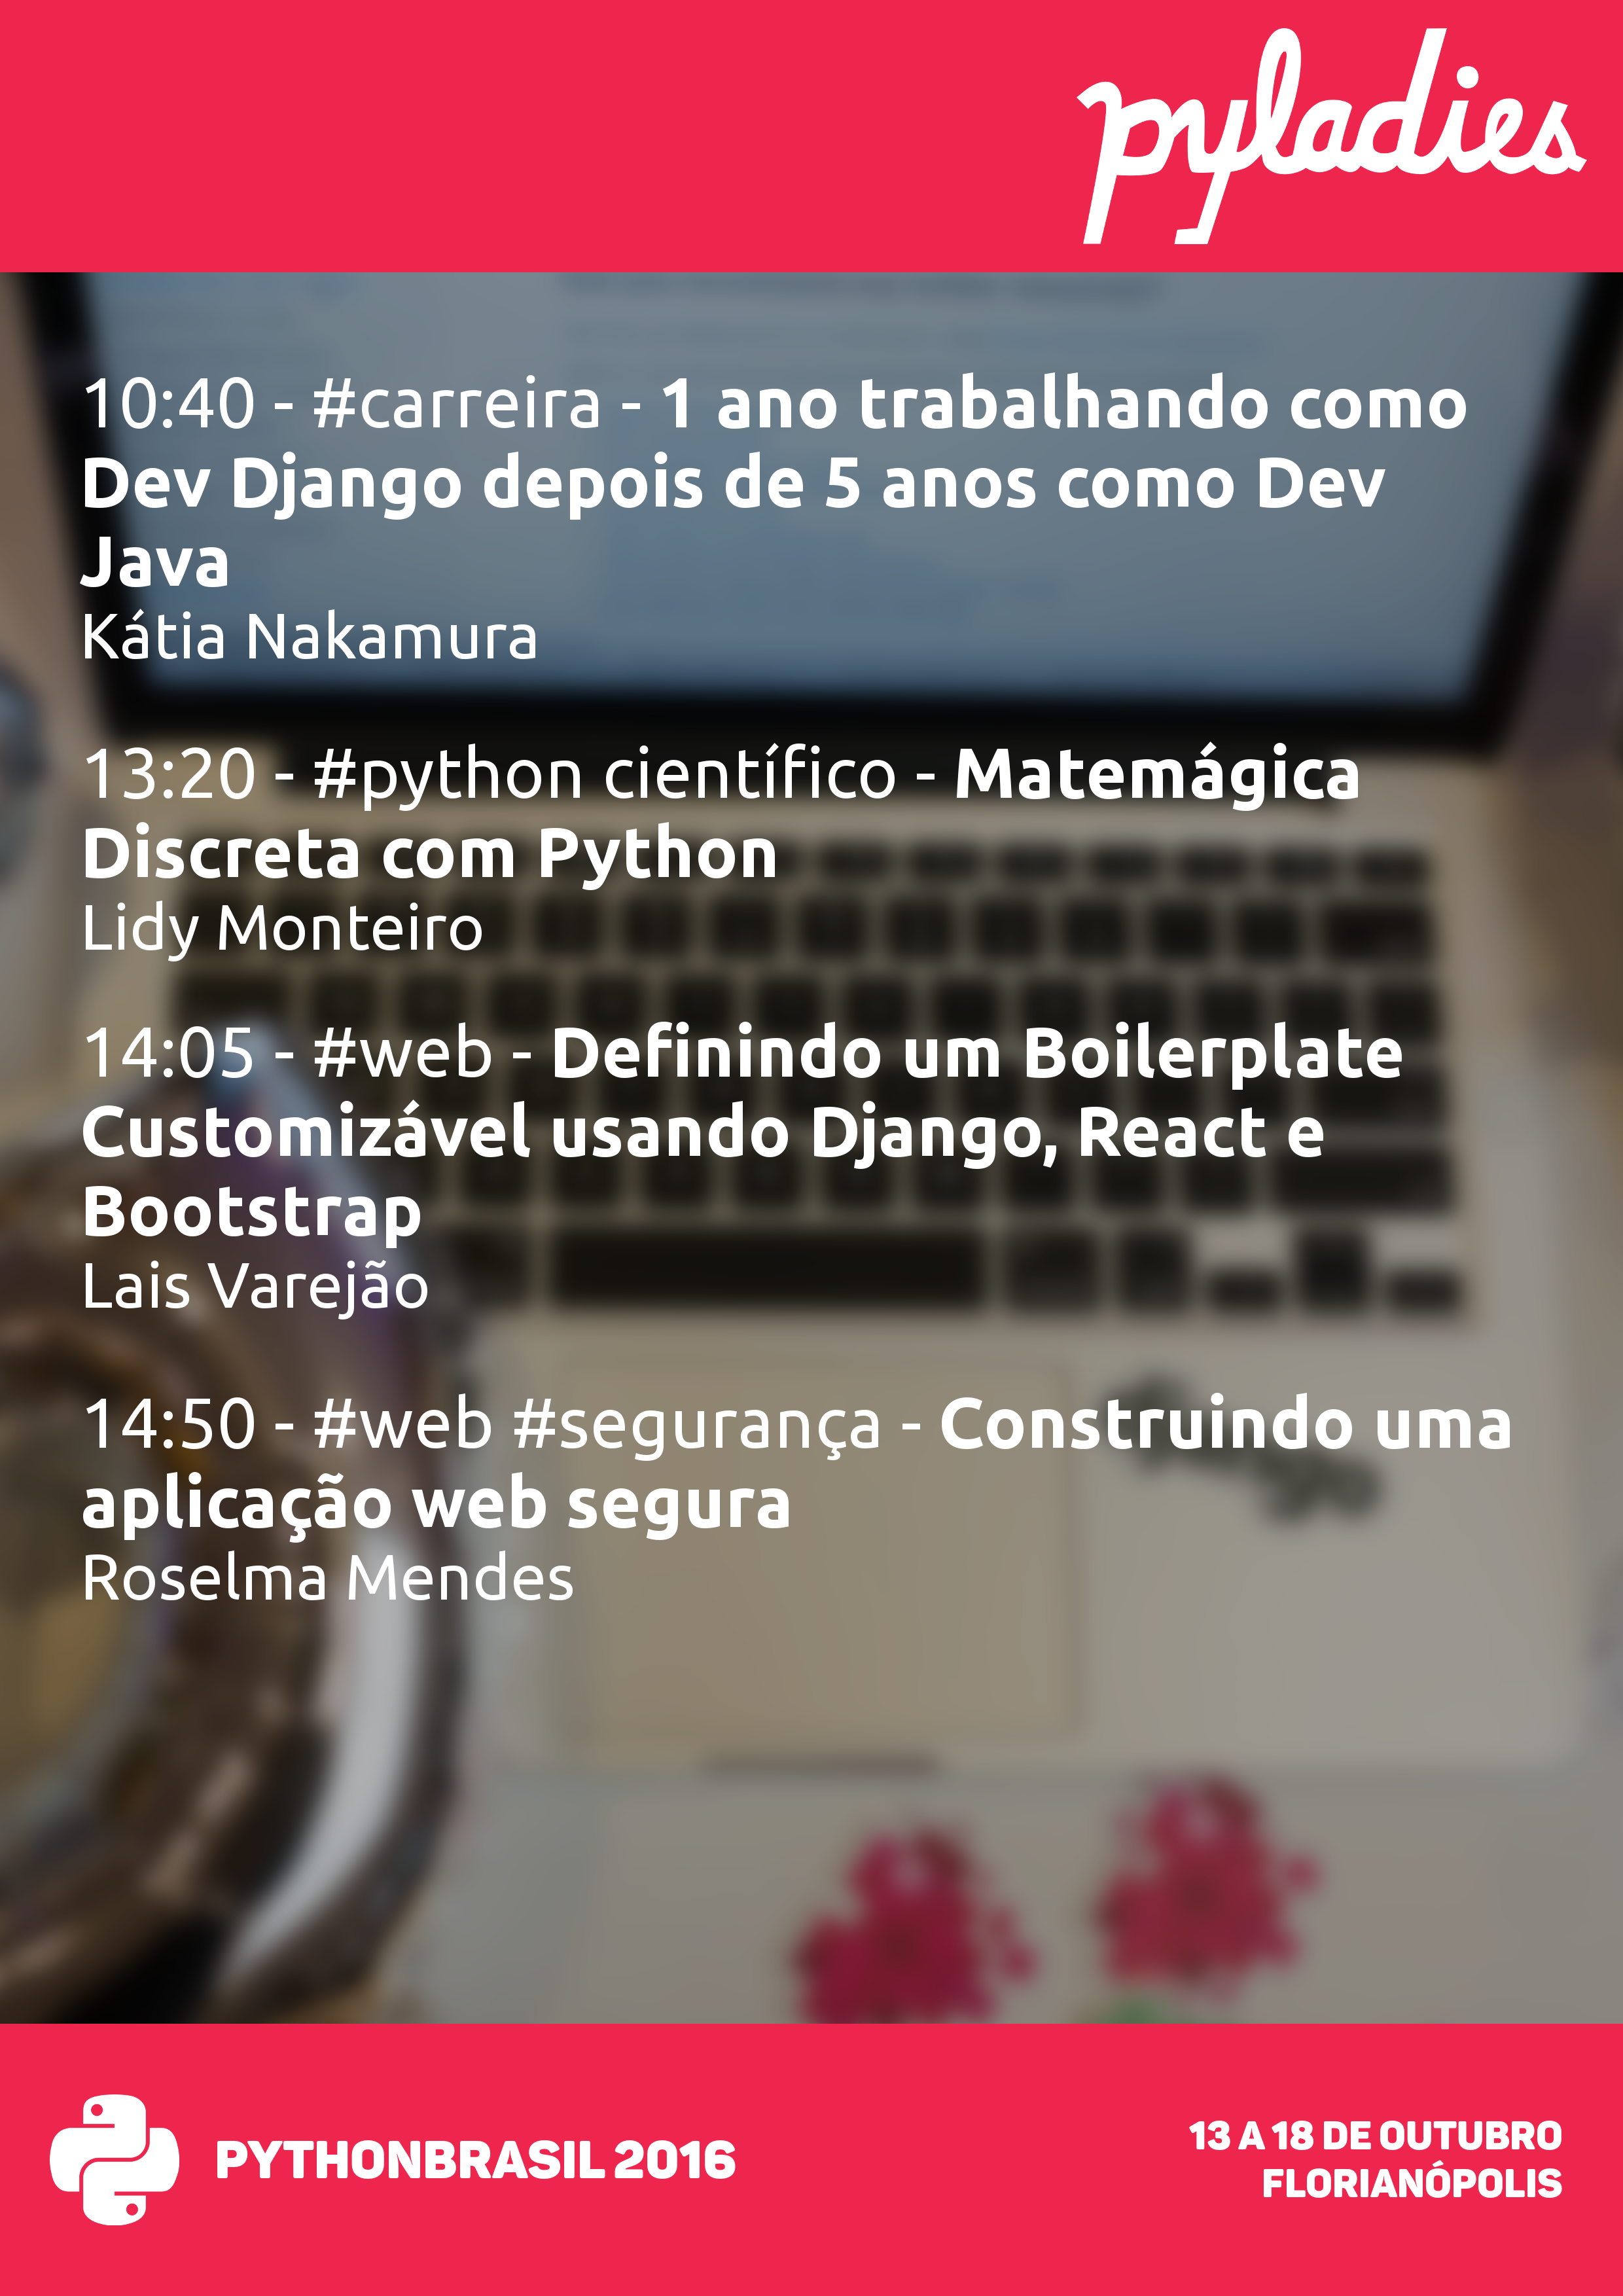 pyladies
10:40 - #carreira - 1 ano trabalhando como
Dev Django depois de 5 anos como Dev
Java
Kátia Nakamura
13:20 - #python científico - Matemágica
Discreta com Python
Lidy Monteiro
14:05 - #web - Definindo um Boilerplate
Customizável usando Django, React e
Bootstrap
Lais Varejão
14:50 - #web #segurança - Construindo uma
aplicação web segura
Roselma Mendes
PYTHONBRASIL 2016
13 A 18 DE OUTUBRO
FLORIANÓPOLIS